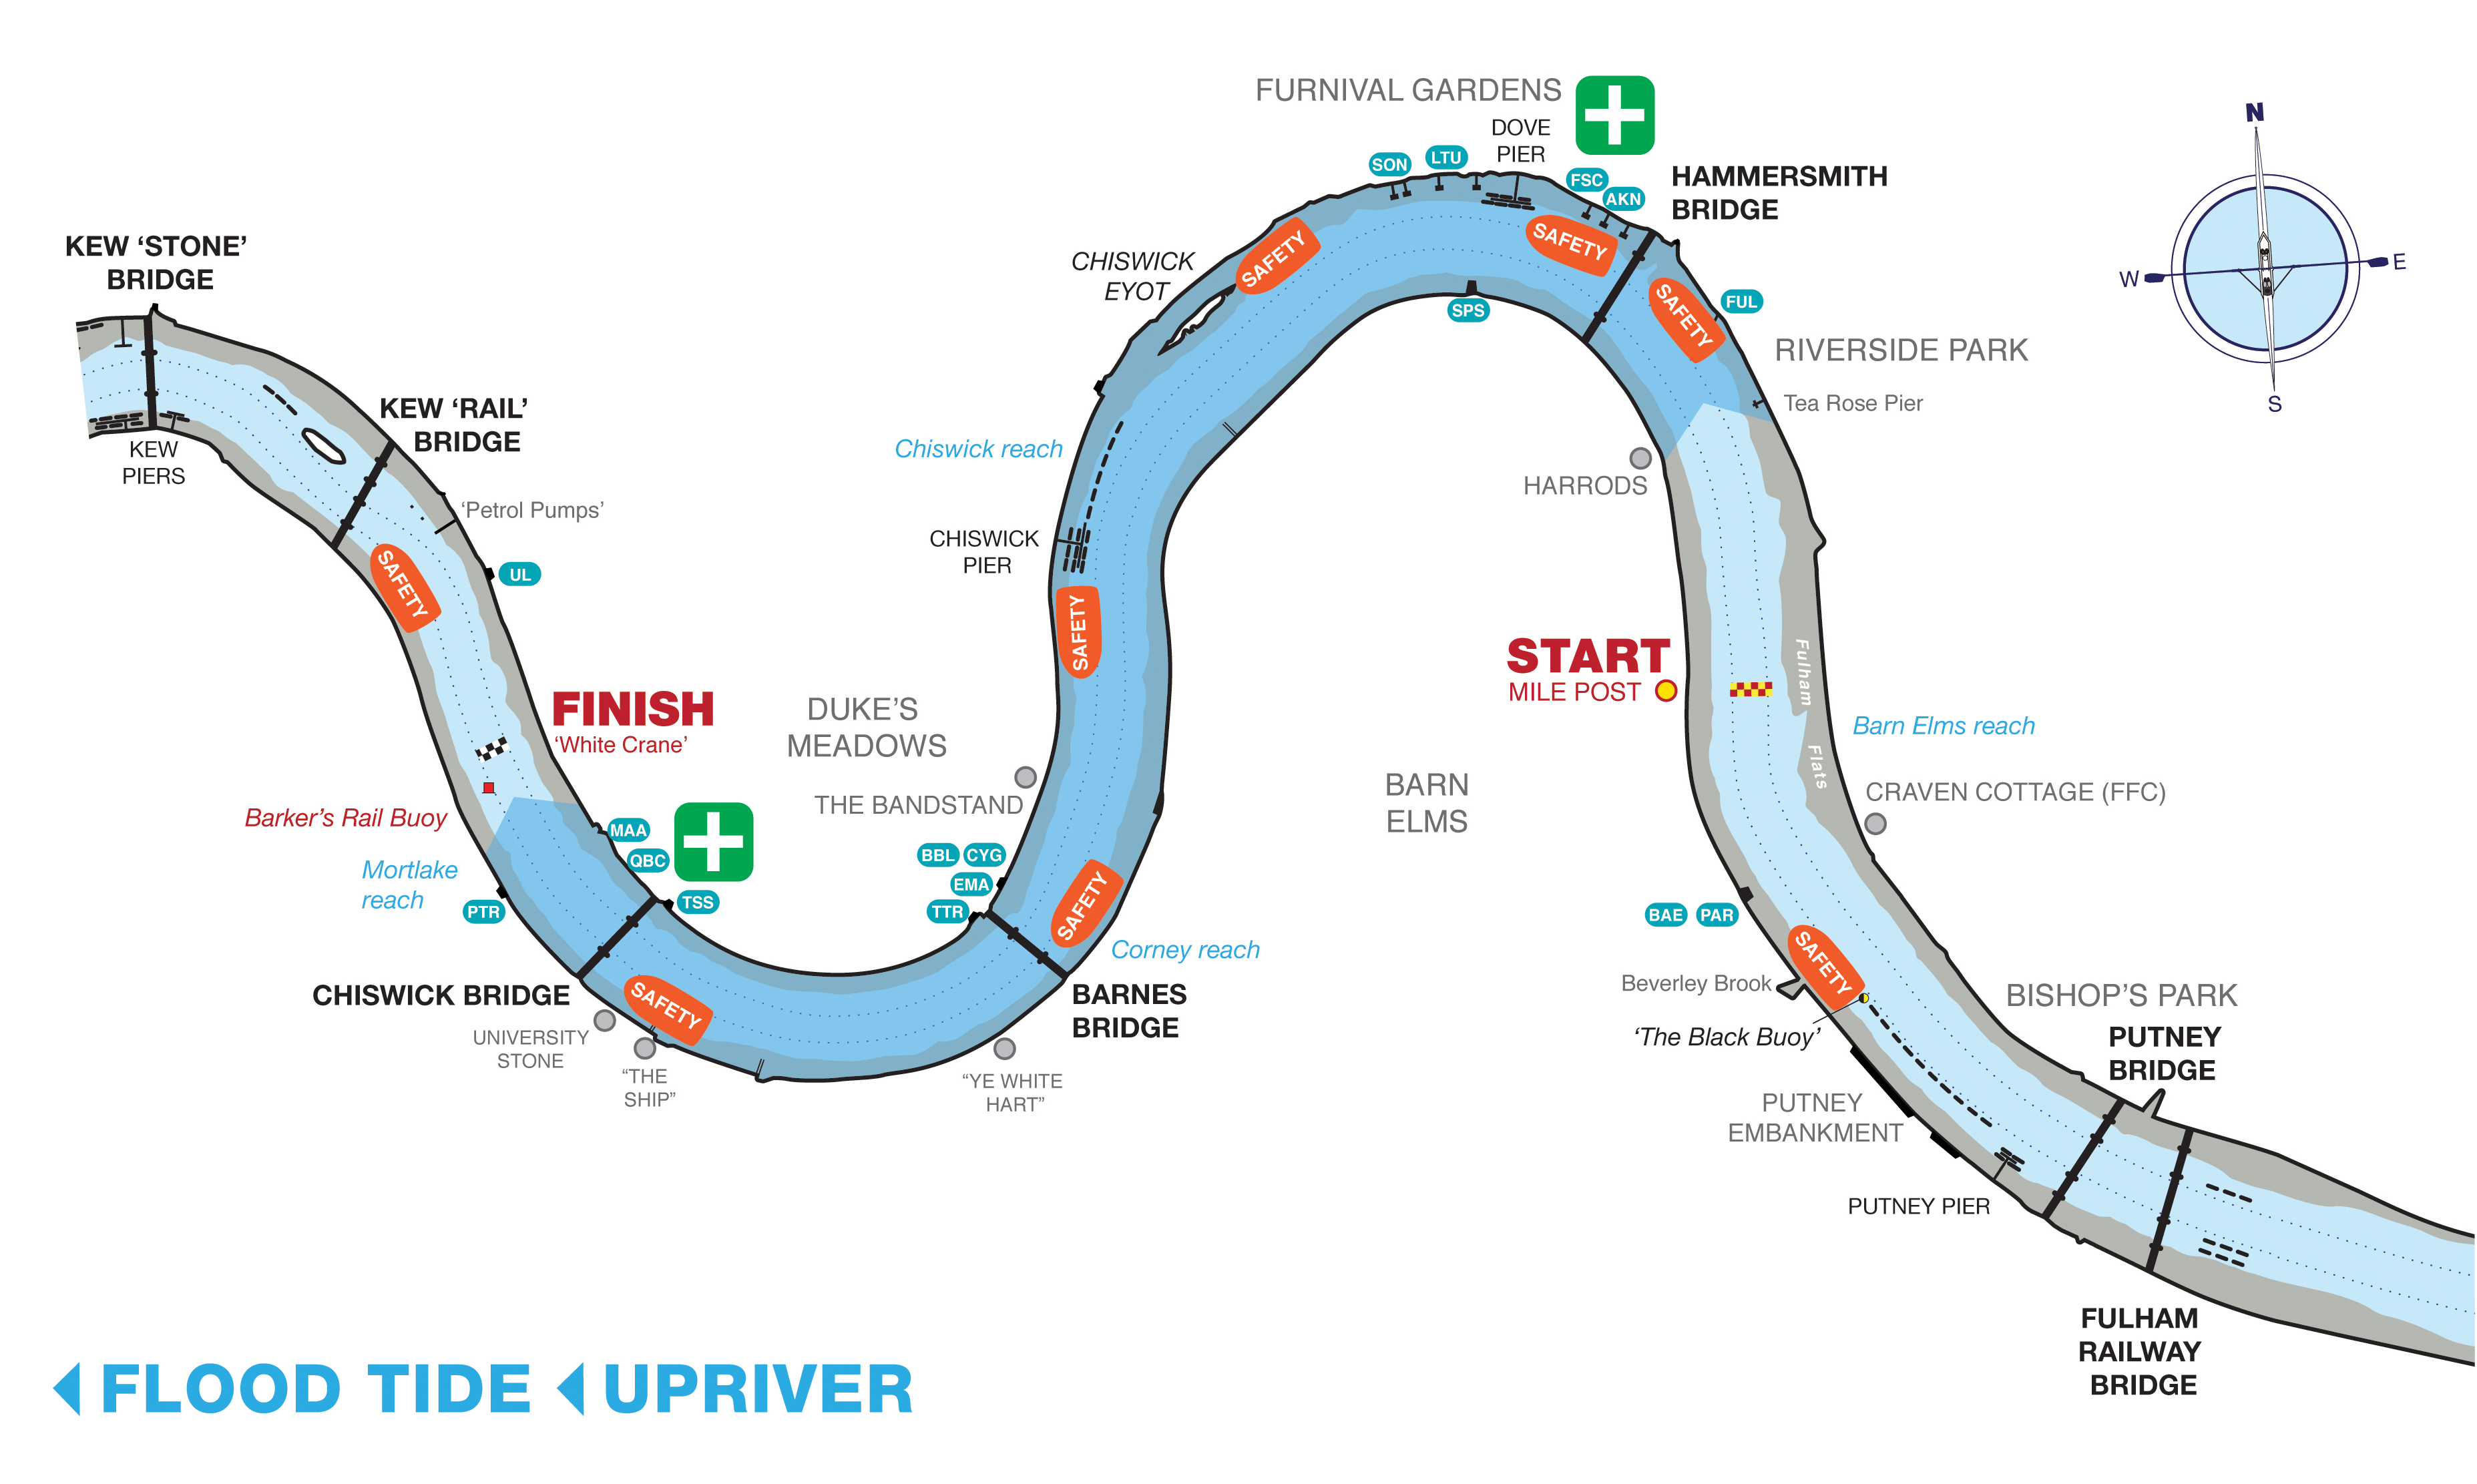 FURNIVAL GARDENS
DOVE
PIER
SON
LTU
FSC
AKN
HAMMERSMITH
BRIDGE
N
W
E
S
KEW ‘STONE’
BRIDGE
CHISWICK
EYOT
SAFETY
SAFETY
SAFETY
FUL
SPS
RIVERSIDE PARK
Tea Rose Pier
KEW ‘RAIL’
BRIDGE
KEW
PIERS
Chiswick reach
HARRODS
‘Petrol Pumps’
CHISWICK
PIER
UL
SAFETY
SAFETY
START
MILE POST
Fulham
Flats
FINISH
‘White Crane’
DUKE’S
MEADOWS
Barn Elms reach
THE BANDSTAND
BARN
ELMS
CRAVEN COTTAGE (FFC)
Barker’s Rail Buoy
MAA
QBC
TSS
Mortlake
reach
PTR
BBL
CYG
EMA
TTR
SAFETY
BAE
PAR
Corney reach
SAFETY
Beverley Brook
CHISWICK BRIDGE
SAFETY
BARNES
BRIDGE
BISHOP’S PARK
‘The Black Buoy’
PUTNEY
BRIDGE
UNIVERSITY
STONE
“THE
SHIP”
“YE WHITE
HART”
PUTNEY
EMBANKMENT
PUTNEY PIER
FULHAM
RAILWAY
BRIDGE
FLOOD TIDE UPRIVER